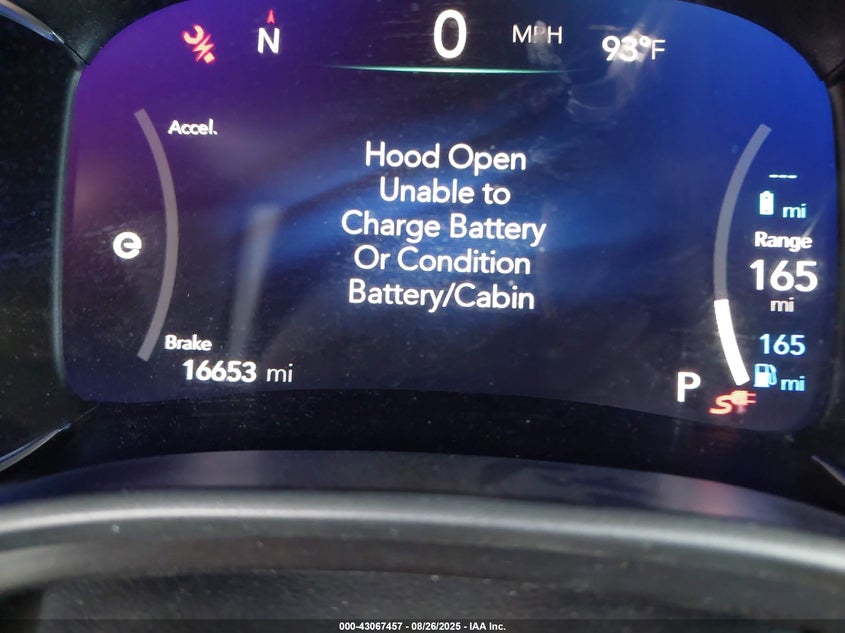 N
0 MPH
93°F
Accel.
Hood Open
Unable to
Charge Battery
Or Condition
Battery/Cabin
---
mi
Range
165
mi
165
mi
e
Brake
16653 mi
P
000-43067457 - 08/26/2025 - IAA Inc.